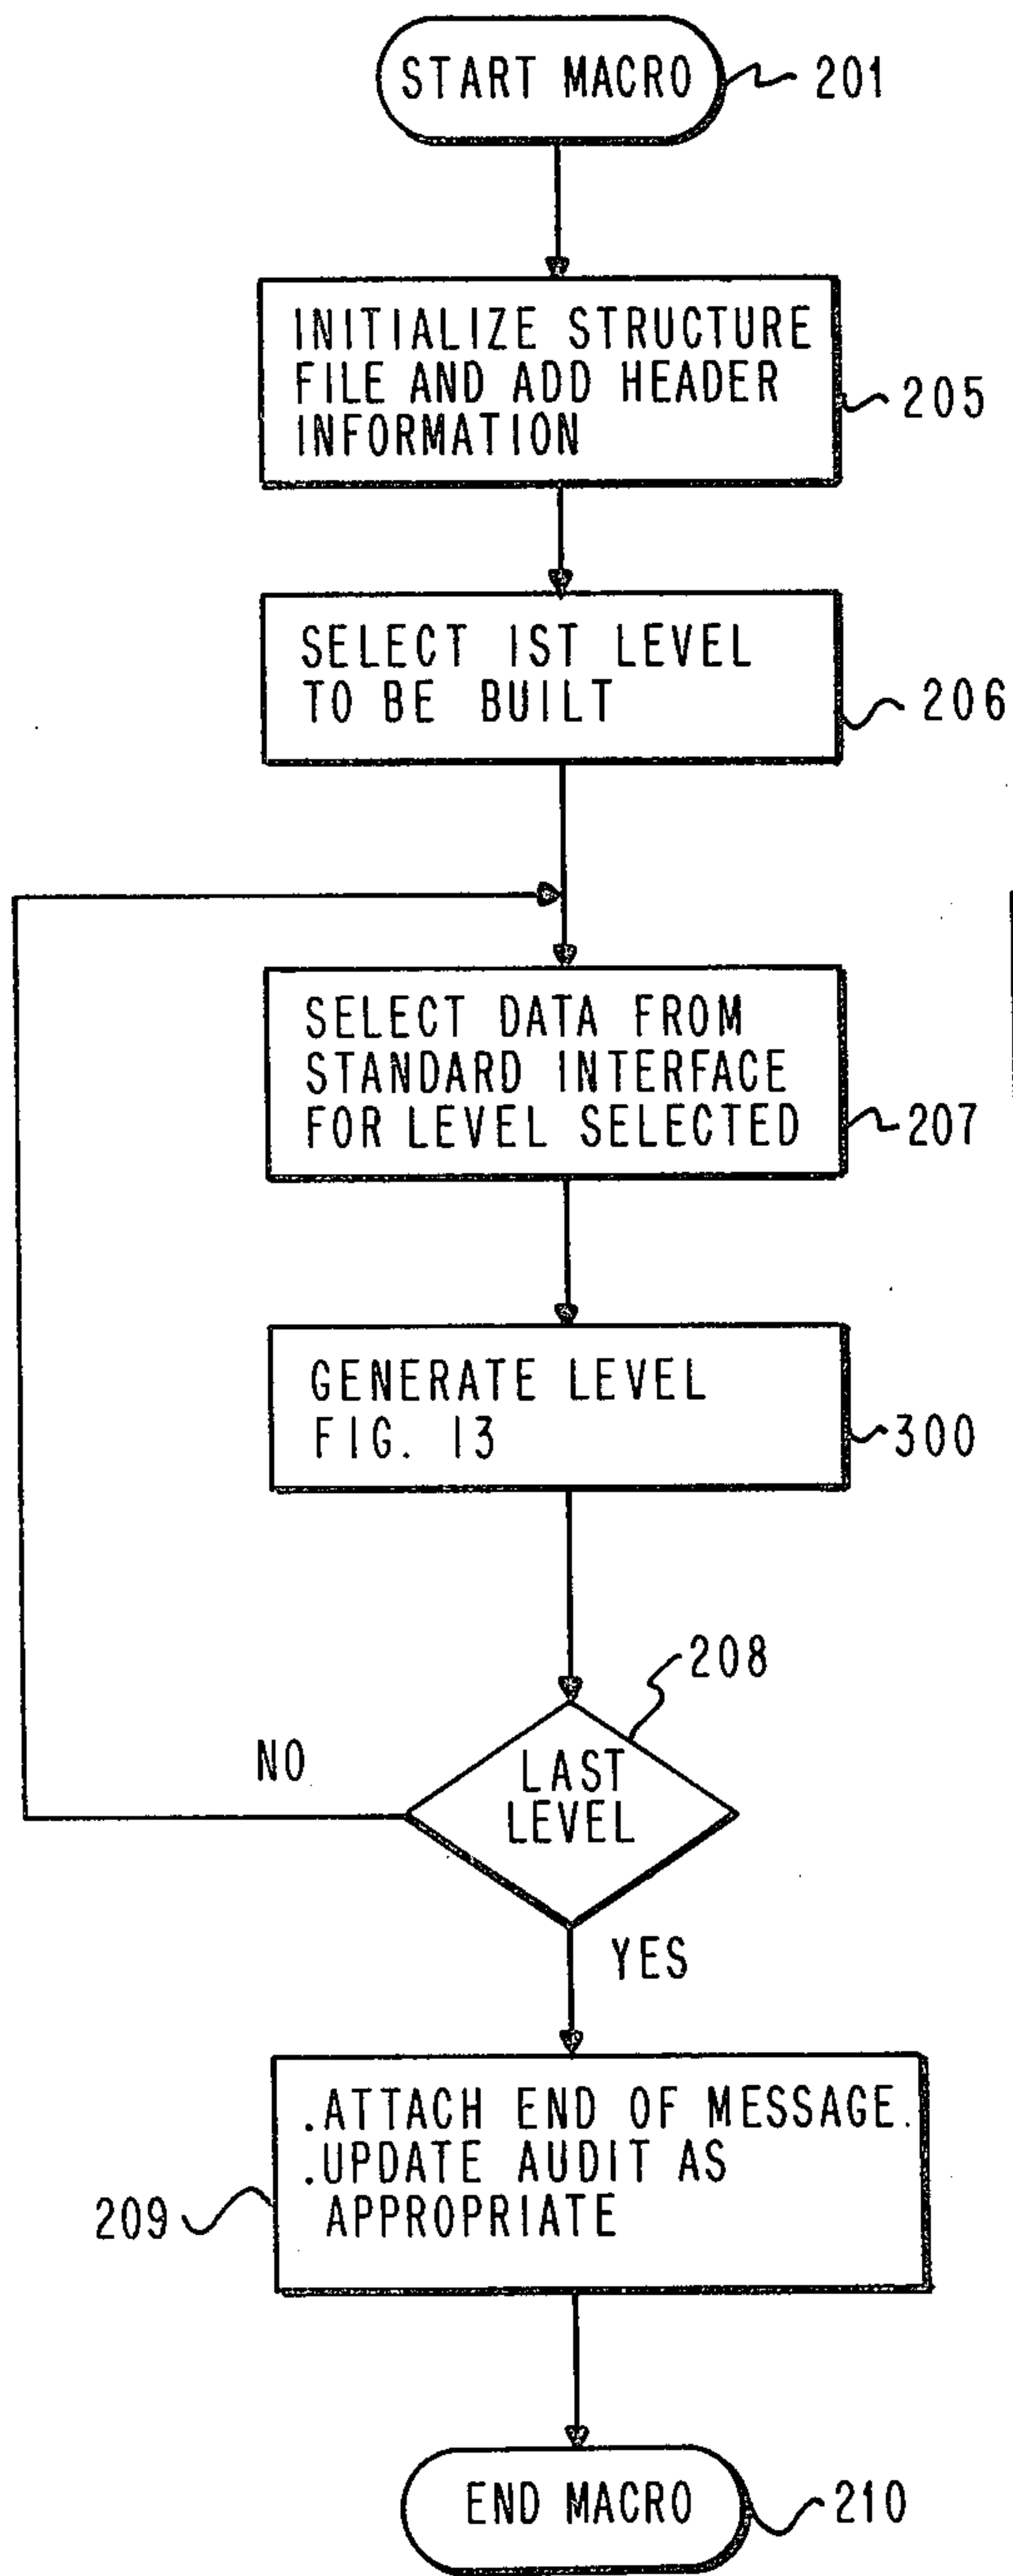 START MACRO
201
INITIALIZE STRUCTURE
FILE AND ADD HEADER
INFORMATION
205
SELECT 1ST LEVEL
TO BE BUILT
206
SELECT DATA FROM
STANDARD INTERFACE
FOR LEVEL SELECTED
207
GENERATE LEVEL
FIG. 13
300
208
LAST
LEVEL
NO
YES
.ATTACH END OF MESSAGE.
.UPDATE AUDIT AS
APPROPRIATE
209
END MACRO
210